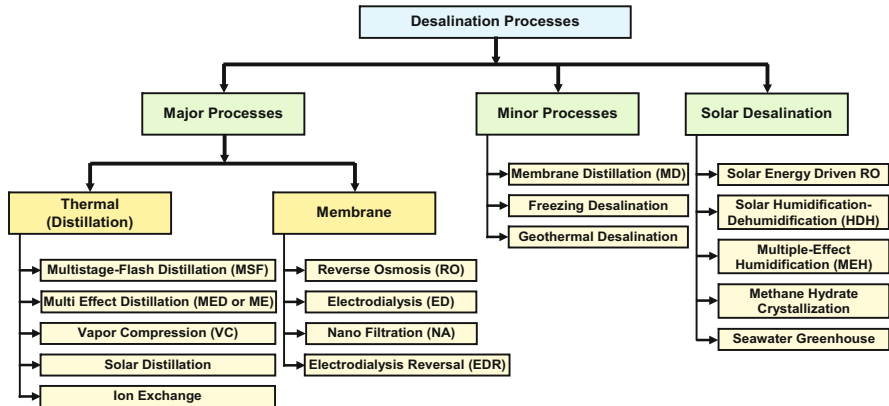 Desalination Processes
Major Processes
Minor Processes
Solar Desalination
Thermal
(Distillation)
Membrane
Multistage-Flash Distillation (MSF)
Multi Effect Distillation (MED or ME)
Vapor Compression (VC)
Solar Distillation
Ion Exchange
Reverse Osmosis (RO)
Electrodialysis (ED)
Nano Filtration (NA)
Electrodialysis Reversal (EDR)
Membrane Distillation (MD)
Freezing Desalination
Geothermal Desalination
Solar Energy Driven RO
Solar Humidification-
Dehumidification (HDH)
Multiple-Effect
Humidification (MEH)
Methane Hydrate
Crystallization
Seawater Greenhouse